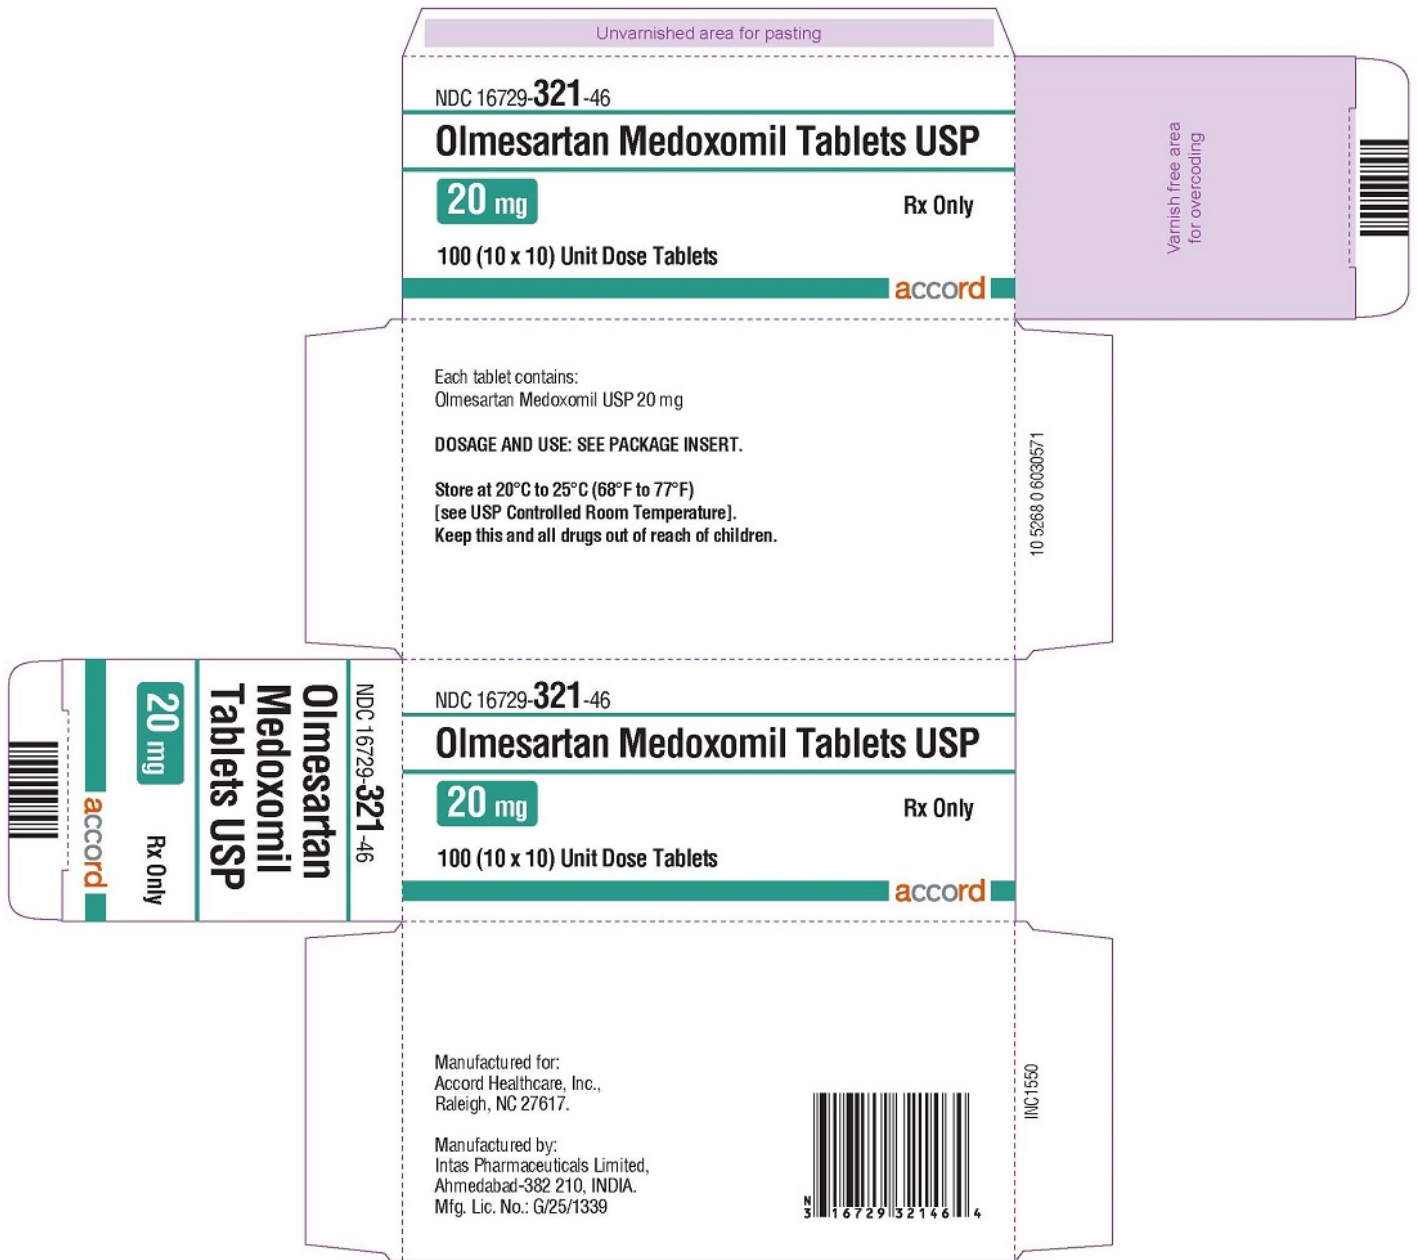 Unvarnished area for pasting
NDC 16729-321-46
Olmesartan Medoxomil Tablets USP
20 mg
Rx Only
100 (10 x 10) Unit Dose Tablets
accord
Varnish free area
for overcoding
Each tablet contains:
Olmesartan Medoxomil USP 20 mg
DOSAGE AND USE: SEE PACKAGE INSERT.
Store at 20°C to 25°C (68°F to 77°F)
[see USP Controlled Room Temperature].
Keep this and all drugs out of reach of children.
10 5268 0 6030571
NDC 16729-321-46
Olmesartan
Medoxomil
Tablets USP
20 mg
Rx Only
accord
NDC 16729-321-46
Olmesartan Medoxomil Tablets USP
20 mg
Rx Only
100 (10 x 10) Unit Dose Tablets
accord
Manufactured for:
Accord Healthcare, Inc.,
Raleigh, NC 27617.
Manufactured by:
Intas Pharmaceuticals Limited,
Ahmedabad-382 210, INDIA.
Mfg. Lic. No.: G/25/1339
INC1550
N
3 16729 32146 4